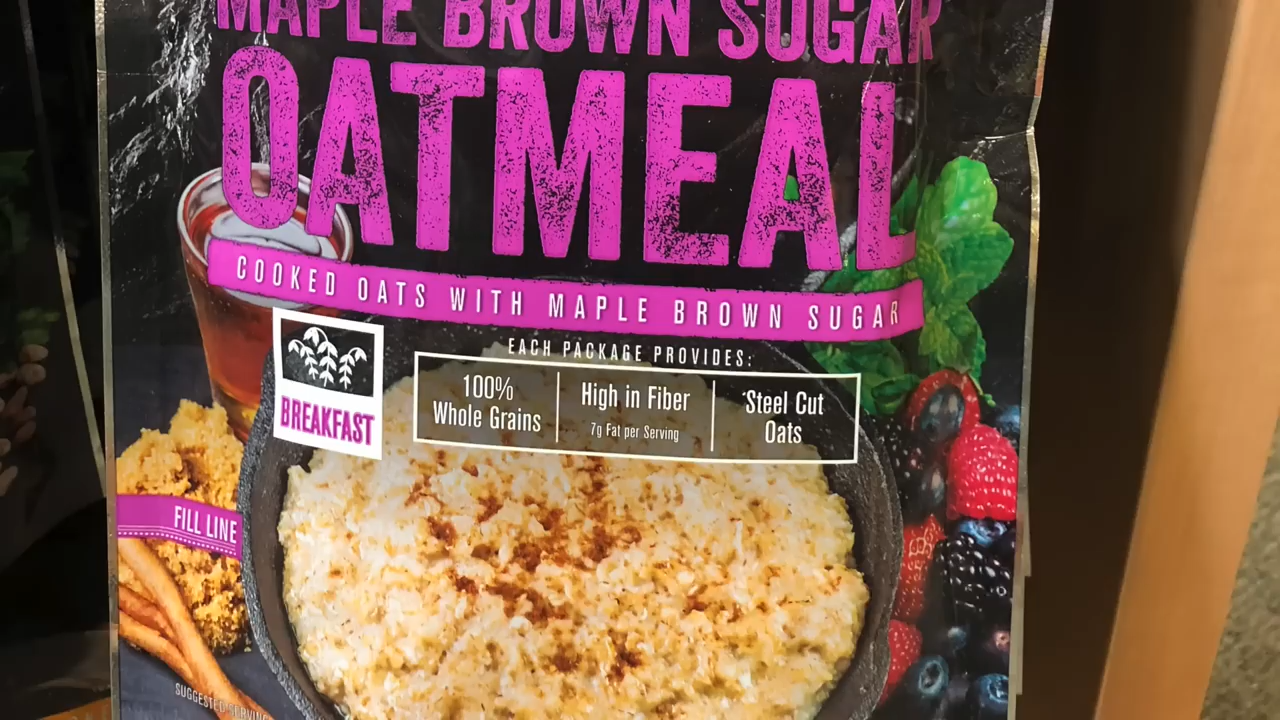 MAPLE BROWN SUGAR
OATMEAL
COOKED OATS WITH MAPLE BROWN SUGAR
EACH PACKAGE PROVIDES:
100%
Whole Grains
High in Fiber
7g Fat per Serving
Steel Cut
Oats
BREAKFAST
FILL LINE
SUGGESTED SERVING